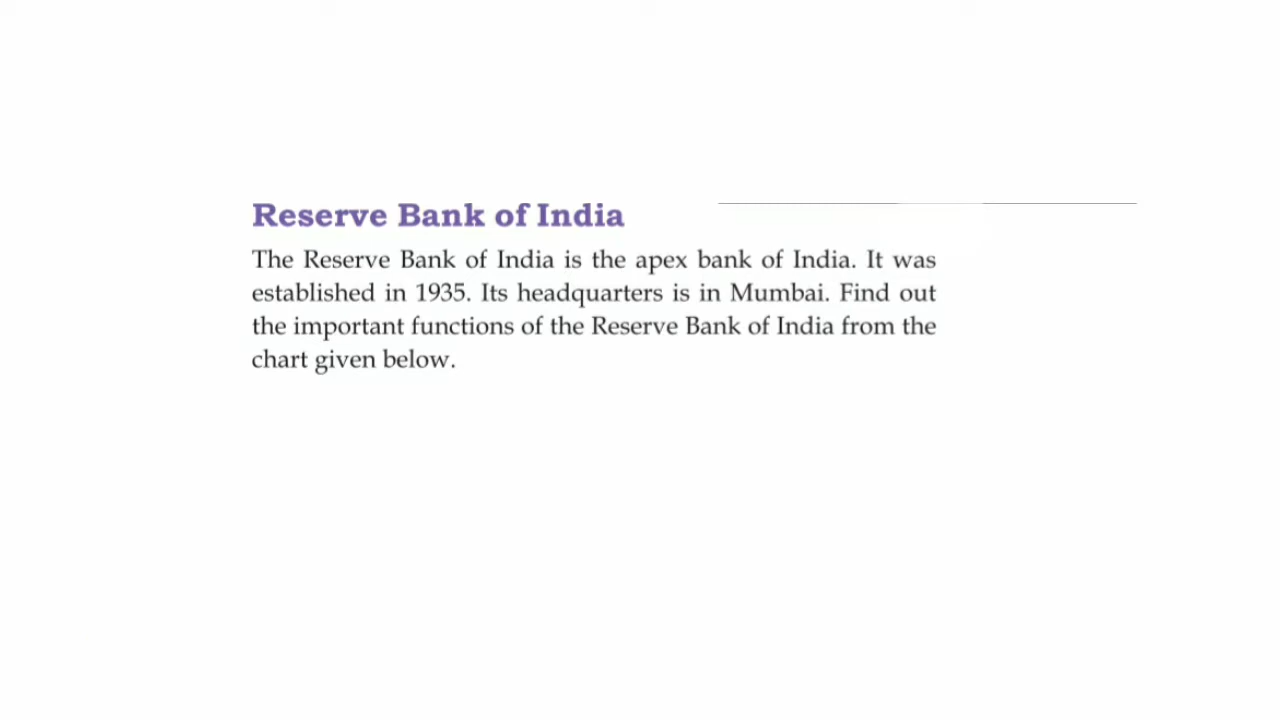 Reserve Bank of India
The Reserve Bank of India is the apex bank of India. It was
established in 1935. Its headquarters is in Mumbai. Find out
the important functions of the Reserve Bank of India from the
chart given below.